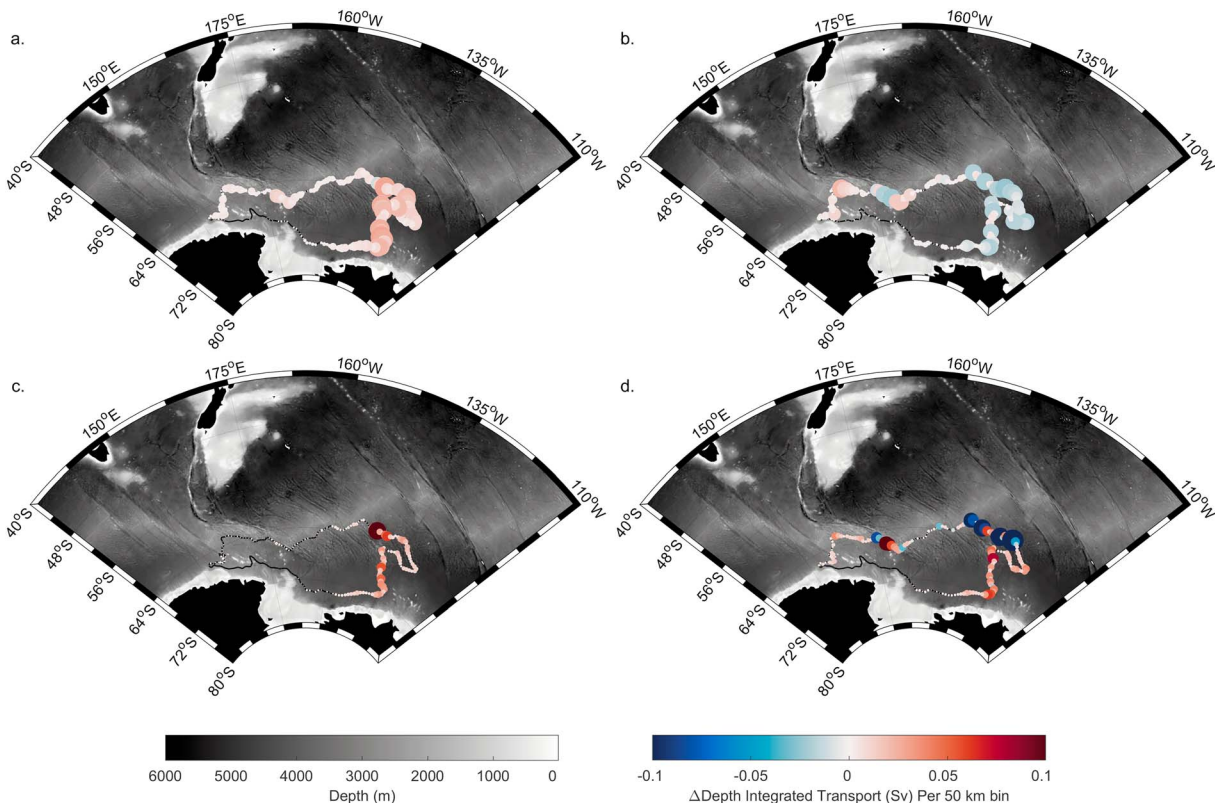 a.
175°E
160°W
150°E
135°W
110°W
40°S
48°S
56°S
64°S
72°S
80°S
b.
175°E
160°W
150°E
135°W
110°W
40°S
48°S
56°S
64°S
72°S
80°S
c.
175°E
160°W
150°E
135°W
110°W
40°S
48°S
56°S
64°S
72°S
80°S
d.
175°E
160°W
150°E
135°W
110°W
40°S
48°S
56°S
64°S
72°S
80°S
6000 5000 4000 3000 2000 1000 0
Depth (m)
-0.1 -0.05 0 0.05 0.1
ΔDepth Integrated Transport (Sv) Per 50 km bin